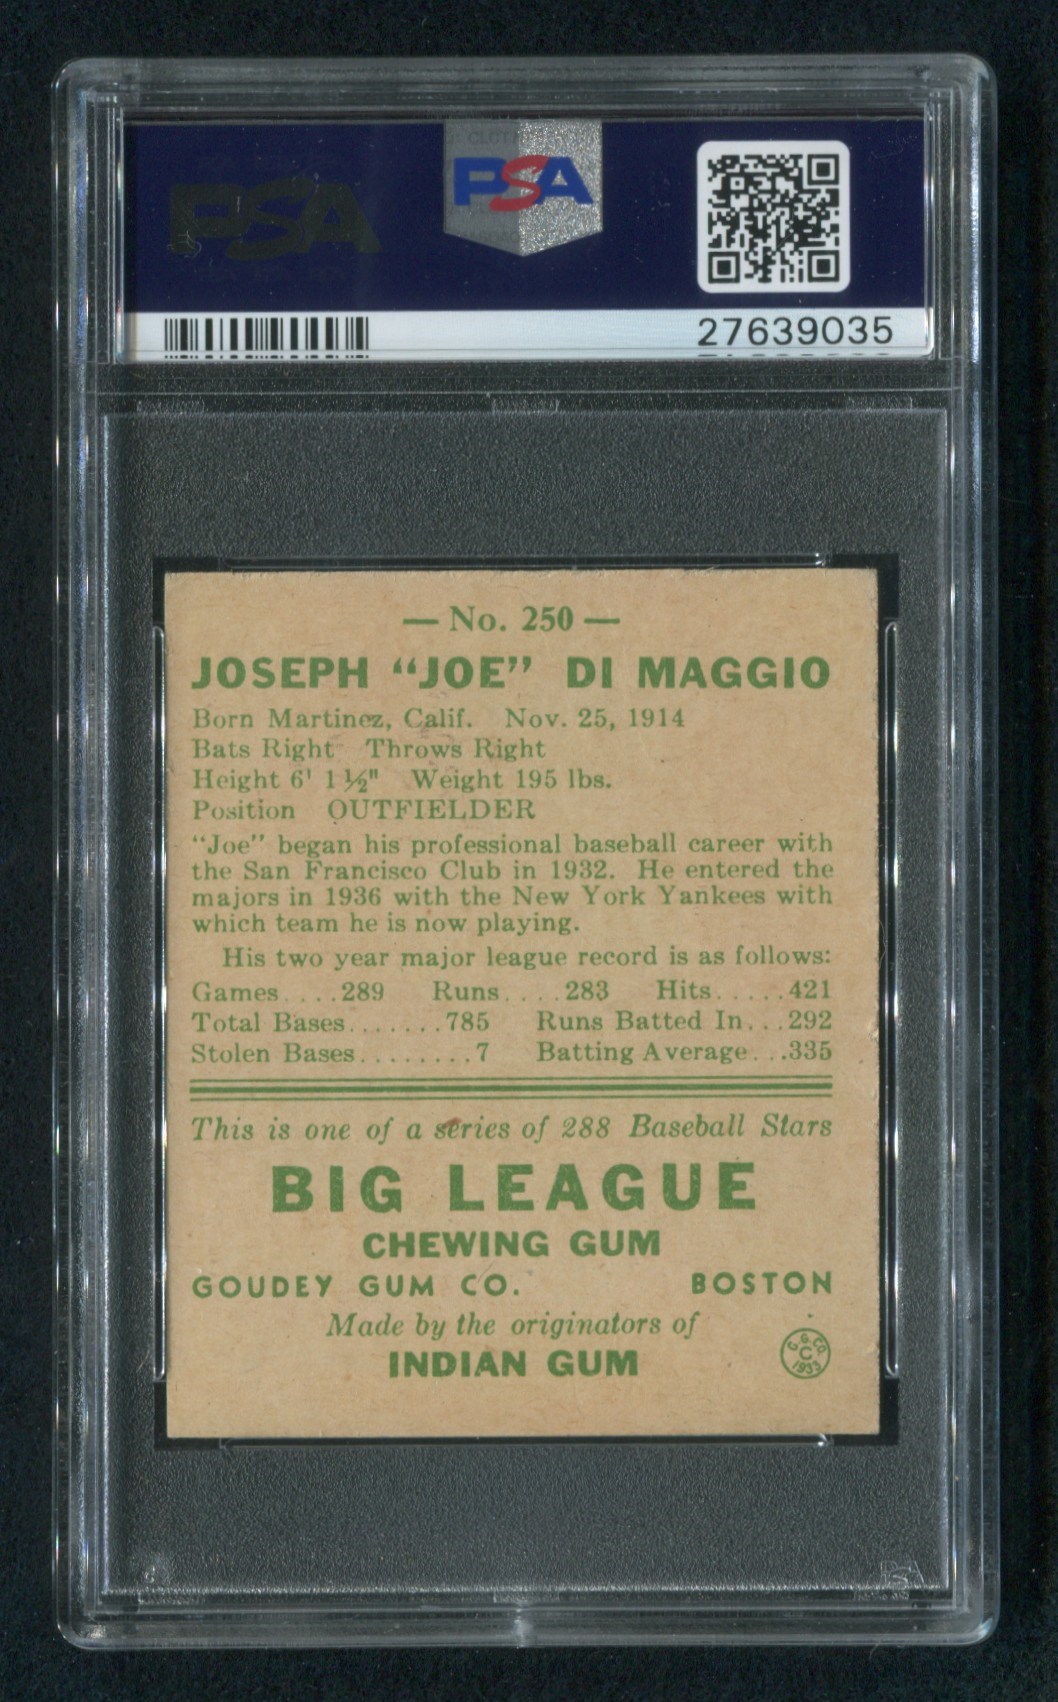 PSA
PSA
27639035
— No. 250 —
JOSEPH “JOE” DI MAGGIO
Born Martinez, Calif. Nov. 25, 1914
Bats Right Throws Right
Height 6' 1½" Weight 195 lbs.
Position OUTFIELDER
“Joe” began his professional baseball career with
the San Francisco Club in 1932. He entered the
majors in 1936 with the New York Yankees with
which team he is now playing.
His two year major league record is as follows:
Games....289 Runs....283 Hits.....421
Total Bases.......785 Runs Batted In...292
Stolen Bases........7 Batting Average...335
This is one of a series of 288 Baseball Stars
BIG LEAGUE
CHEWING GUM
GOUDEY GUM CO. BOSTON
Made by the originators of
INDIAN GUM
G.G.CO.
C
1933
PSA